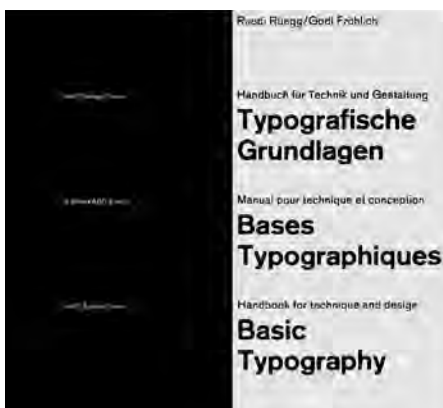 Ruedi Rüegg/Godi Fröhlich
Handbuch für Technik und Gestaltung
Typografische
Grundlagen
Manual pour technique et conception
Bases
Typographiques
Handbook for technique and design
Basic
Typography